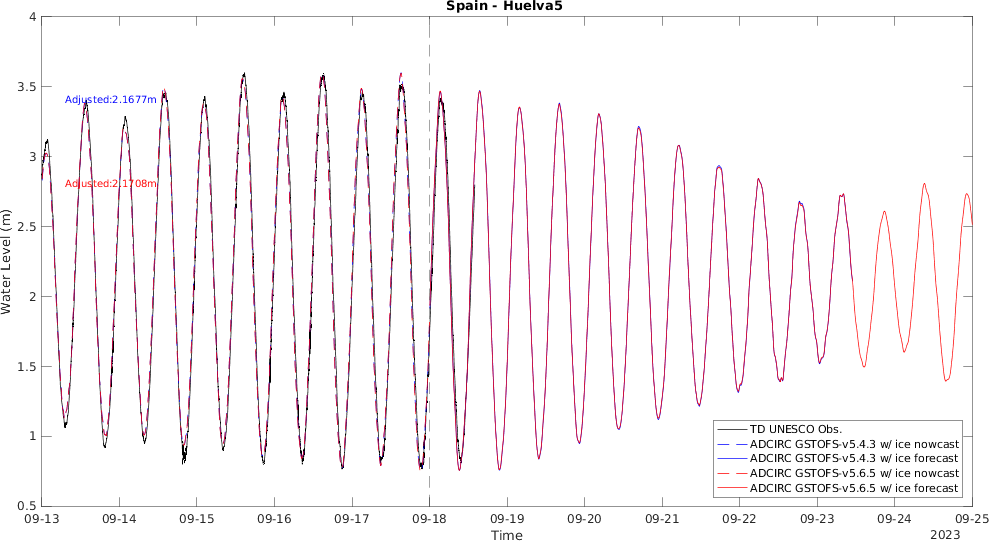 Spain - Huelva5
4
3.5
3
2.5
2
1.5
1
0.5
Water Level (m)
Adjusted:2.1677m
Adjusted:2.1708m
TD UNESCO Obs.
ADCIRC GSTOFS-v5.4.3 w/ ice nowcast
ADCIRC GSTOFS-v5.4.3 w/ ice forecast
ADCIRC GSTOFS-v5.6.5 w/ ice nowcast
ADCIRC GSTOFS-v5.6.5 w/ ice forecast
09-13 09-14 09-15 09-16 09-17 09-18 09-19 09-20 09-21 09-22 09-23 09-24 09-25
Time
2023